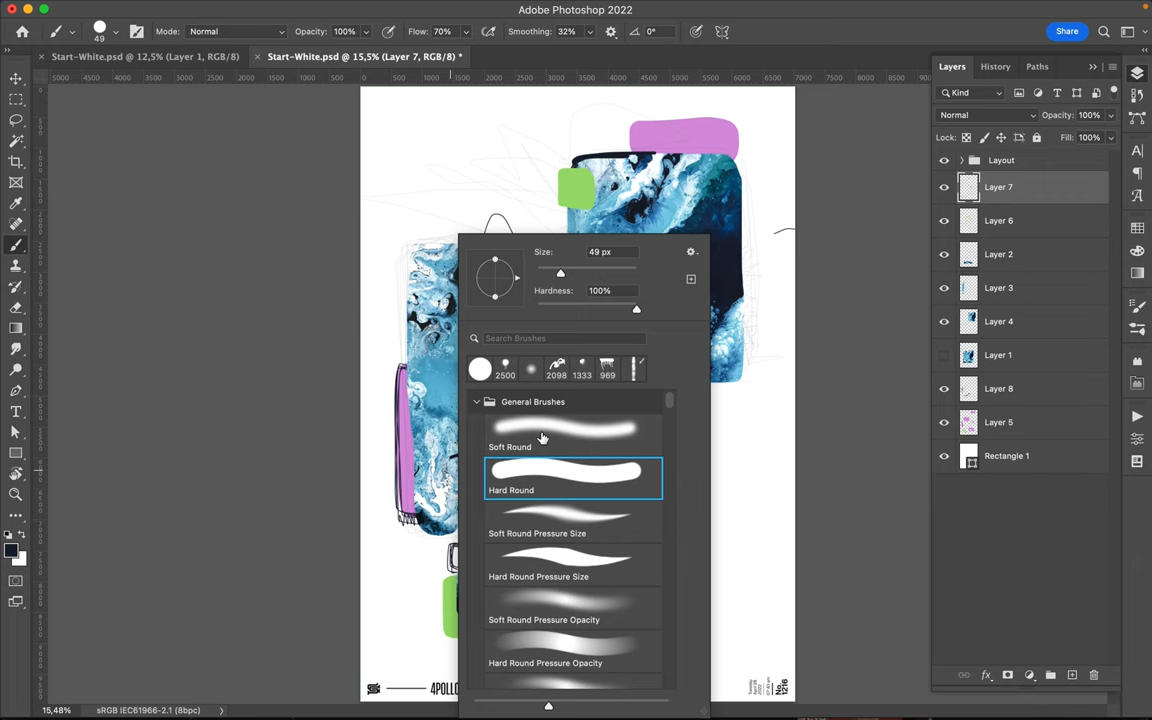 Adobe Photoshop 2022
49
Mode: Normal
Opacity: 100%
Flow: 70%
Smoothing: 32%
0°
Share
Start-White.psd @ 12,5% (Layer 1, RGB/8)
Start-White.psd @ 15,5% (Layer 7, RGB/8) *
5000 4500 4000 3500 3000 2500 2000 1500 1000 500 0 500 1000 1500 2000 2500 3000 3500 4000 4500 5000 5500 6000 6500 7000 7500 8000 8500
Layers
History
Paths
Kind
Normal
Opacity: 100%
Lock:
Fill: 100%
Layout
Layer 7
Layer 6
Layer 2
Layer 3
Layer 4
Layer 1
Layer 8
Layer 5
Rectangle 1
Size: 49 px
Hardness: 100%
Search Brushes
2500
2098
1333
969
General Brushes
Soft Round
Hard Round
Soft Round Pressure Size
Hard Round Pressure Size
Soft Round Pressure Opacity
Hard Round Pressure Opacity
4POLLO
No.
1216
15,48%
sRGB IEC61966-2.1 (8bpc)